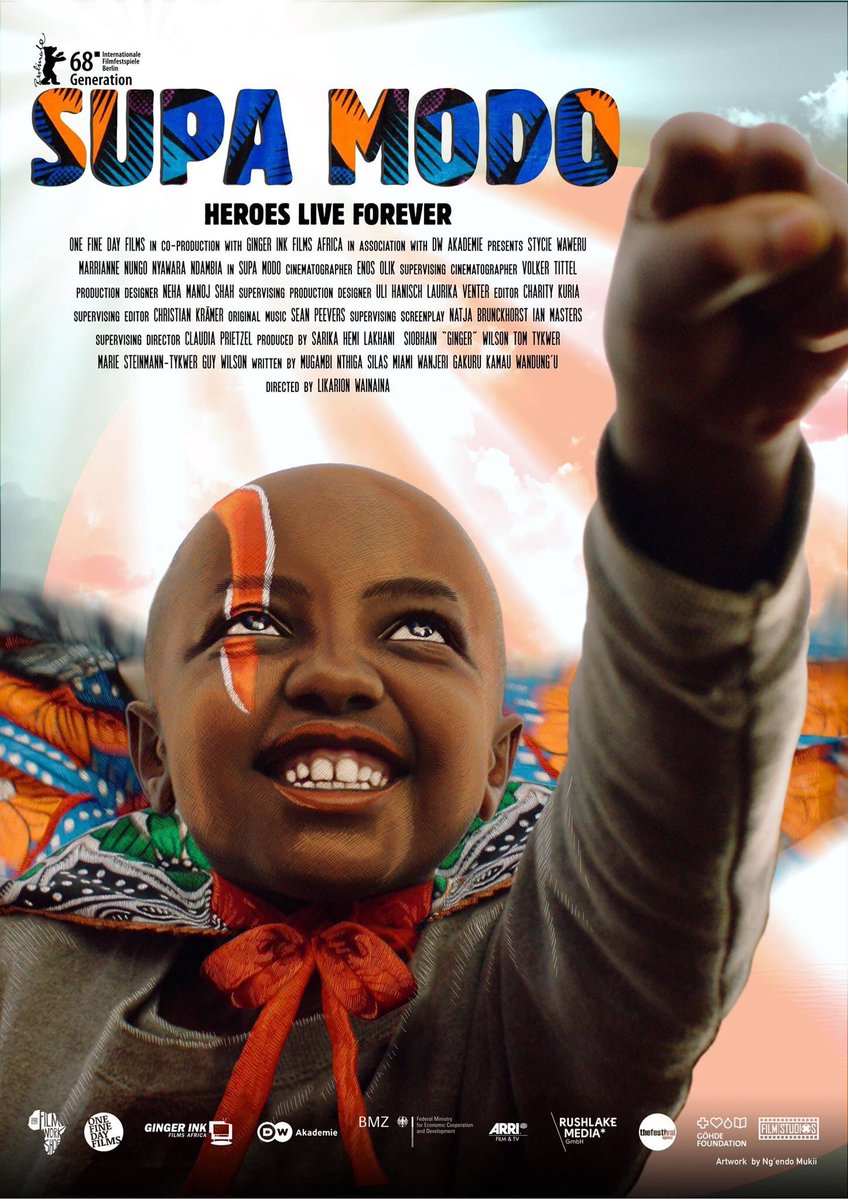 Berlinale
68
Internationale
Filmfestspiele
Berlin
Generation
SUPA MODO
HEROES LIVE FOREVER
ONE FINE DAY FILMS IN CO-PRODUCTION WITH GINGER INK FILMS AFRICA IN ASSOCIATION WITH DW AKADEMIE PRESENTS STYCIE WAWERU
MARRIANNE NUNGO NYAWARA NDAMBIA IN SUPA MODO CINEMATOGRAPHER ENOS OLIK SUPERVISING CINEMATOGRAPHER VOLKER TITTEL
PRODUCTION DESIGNER NEHA MANOJ SHAH SUPERVISING PRODUCTION DESIGNER ULI HANISCH LAURIKA VENTER EDITOR CHARITY KURIA
SUPERVISING EDITOR CHRISTIAN KRÄMER ORIGINAL MUSIC SEAN PEEVERS SUPERVISING SCREENPLAY NATJA BRUNCKHORST IAN MASTERS
SUPERVISING DIRECTOR CLAUDIA PRIETZEL PRODUCED BY SARIKA HEMI LAKHANI SIOBHAIN "GINGER" WILSON TOM TYKWER
MARIE STEINMANN-TYKWER GUY WILSON WRITTEN BY MUGAMBI NTHIGA SILAS MIAMI WANJERI GAKURU KAMAU WANDUNG'U
DIRECTED BY LIKARION WAINAINA
FILM WORK SHOP
ONE FINE DAY FILMS
GINGER INK
FILMS AFRICA
DW Akademie
BMZ
Federal Ministry
for Economic Cooperation
and Development
ARRI
FILM & TV
RUSHLAKE
MEDIA*
GmbH
thefestival
agency
GÖHDE
FOUNDATION
FILM STUDIOS
Artwork by Ng'endo Mukii